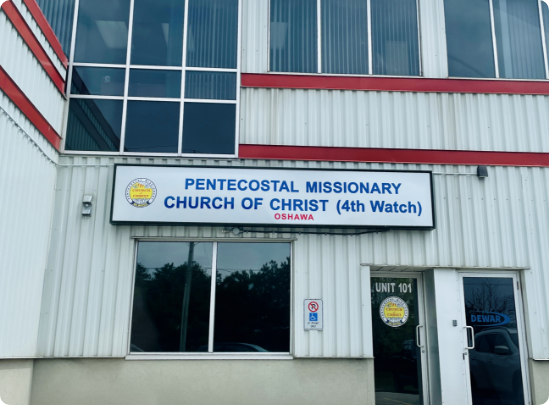 PENTECOSTAL MISSIONARY
CHURCH OF CHRIST (4th Watch)
OSHAWA
UNIT 101
DEWAR